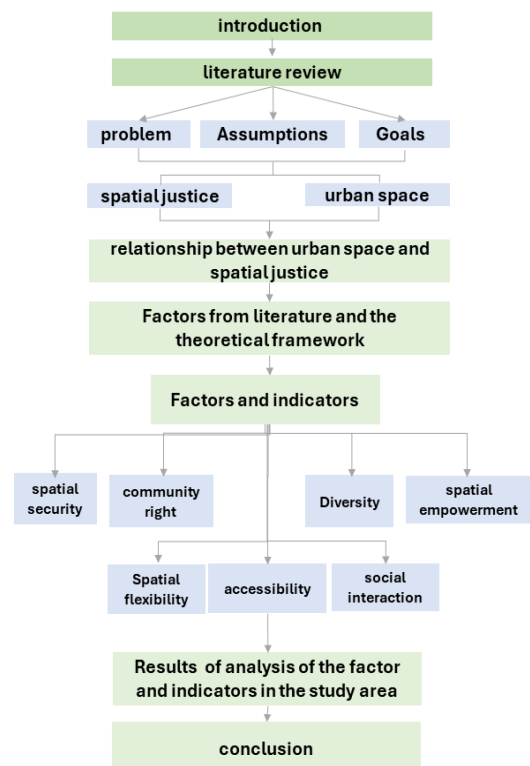 introduction
literature review
problem
Assumptions
Goals
spatial justice
urban space
relationship between urban space and
spatial justice
Factors from literature and the
theoretical framework
Factors and indicators
spatial
security
community
right
Diversity
spatial
empowerment
Spatial
flexibility
accessibility
social
interaction
Results of analysis of the factor
and indicators in the study area
conclusion